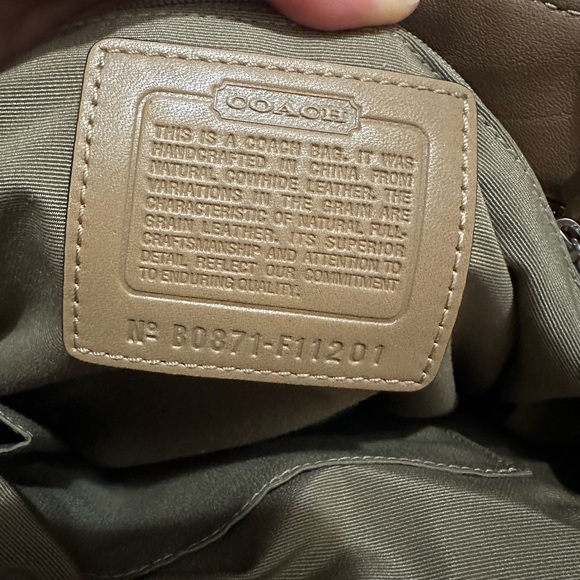 COACH
THIS IS A COACH BAG. IT WAS
HANDCRAFTED IN CHINA FROM
NATURAL COWHIDE LEATHER. THE
VARIATIONS IN THE GRAIN ARE
CHARACTERISTIC OF NATURAL FULL-
GRAIN LEATHER. ITS SUPERIOR
CRAFTSMANSHIP AND ATTENTION TO
DETAIL REFLECT OUR COMMITMENT
TO ENDURING QUALITY.
Nº B0871-F11201